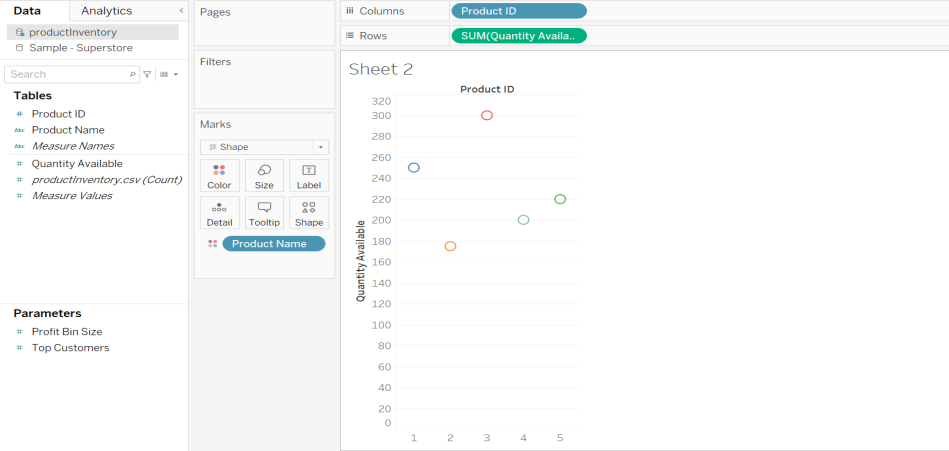 Data
Analytics
productInventory
Sample - Superstore
Search
Tables
# Product ID
Abc Product Name
Abc Measure Names
# Quantity Available
# productInventory.csv (Count)
# Measure Values
Parameters
# Profit Bin Size
# Top Customers
Pages
Filters
Marks
Shape
Color Size Label
Detail Tooltip Shape
Product Name
Columns Product ID
Rows SUM(Quantity Availa..
Sheet 2
Product ID
Quantity Available
320
300
280
260
240
220
200
180
160
140
120
100
80
60
40
20
0
1 2 3 4 5